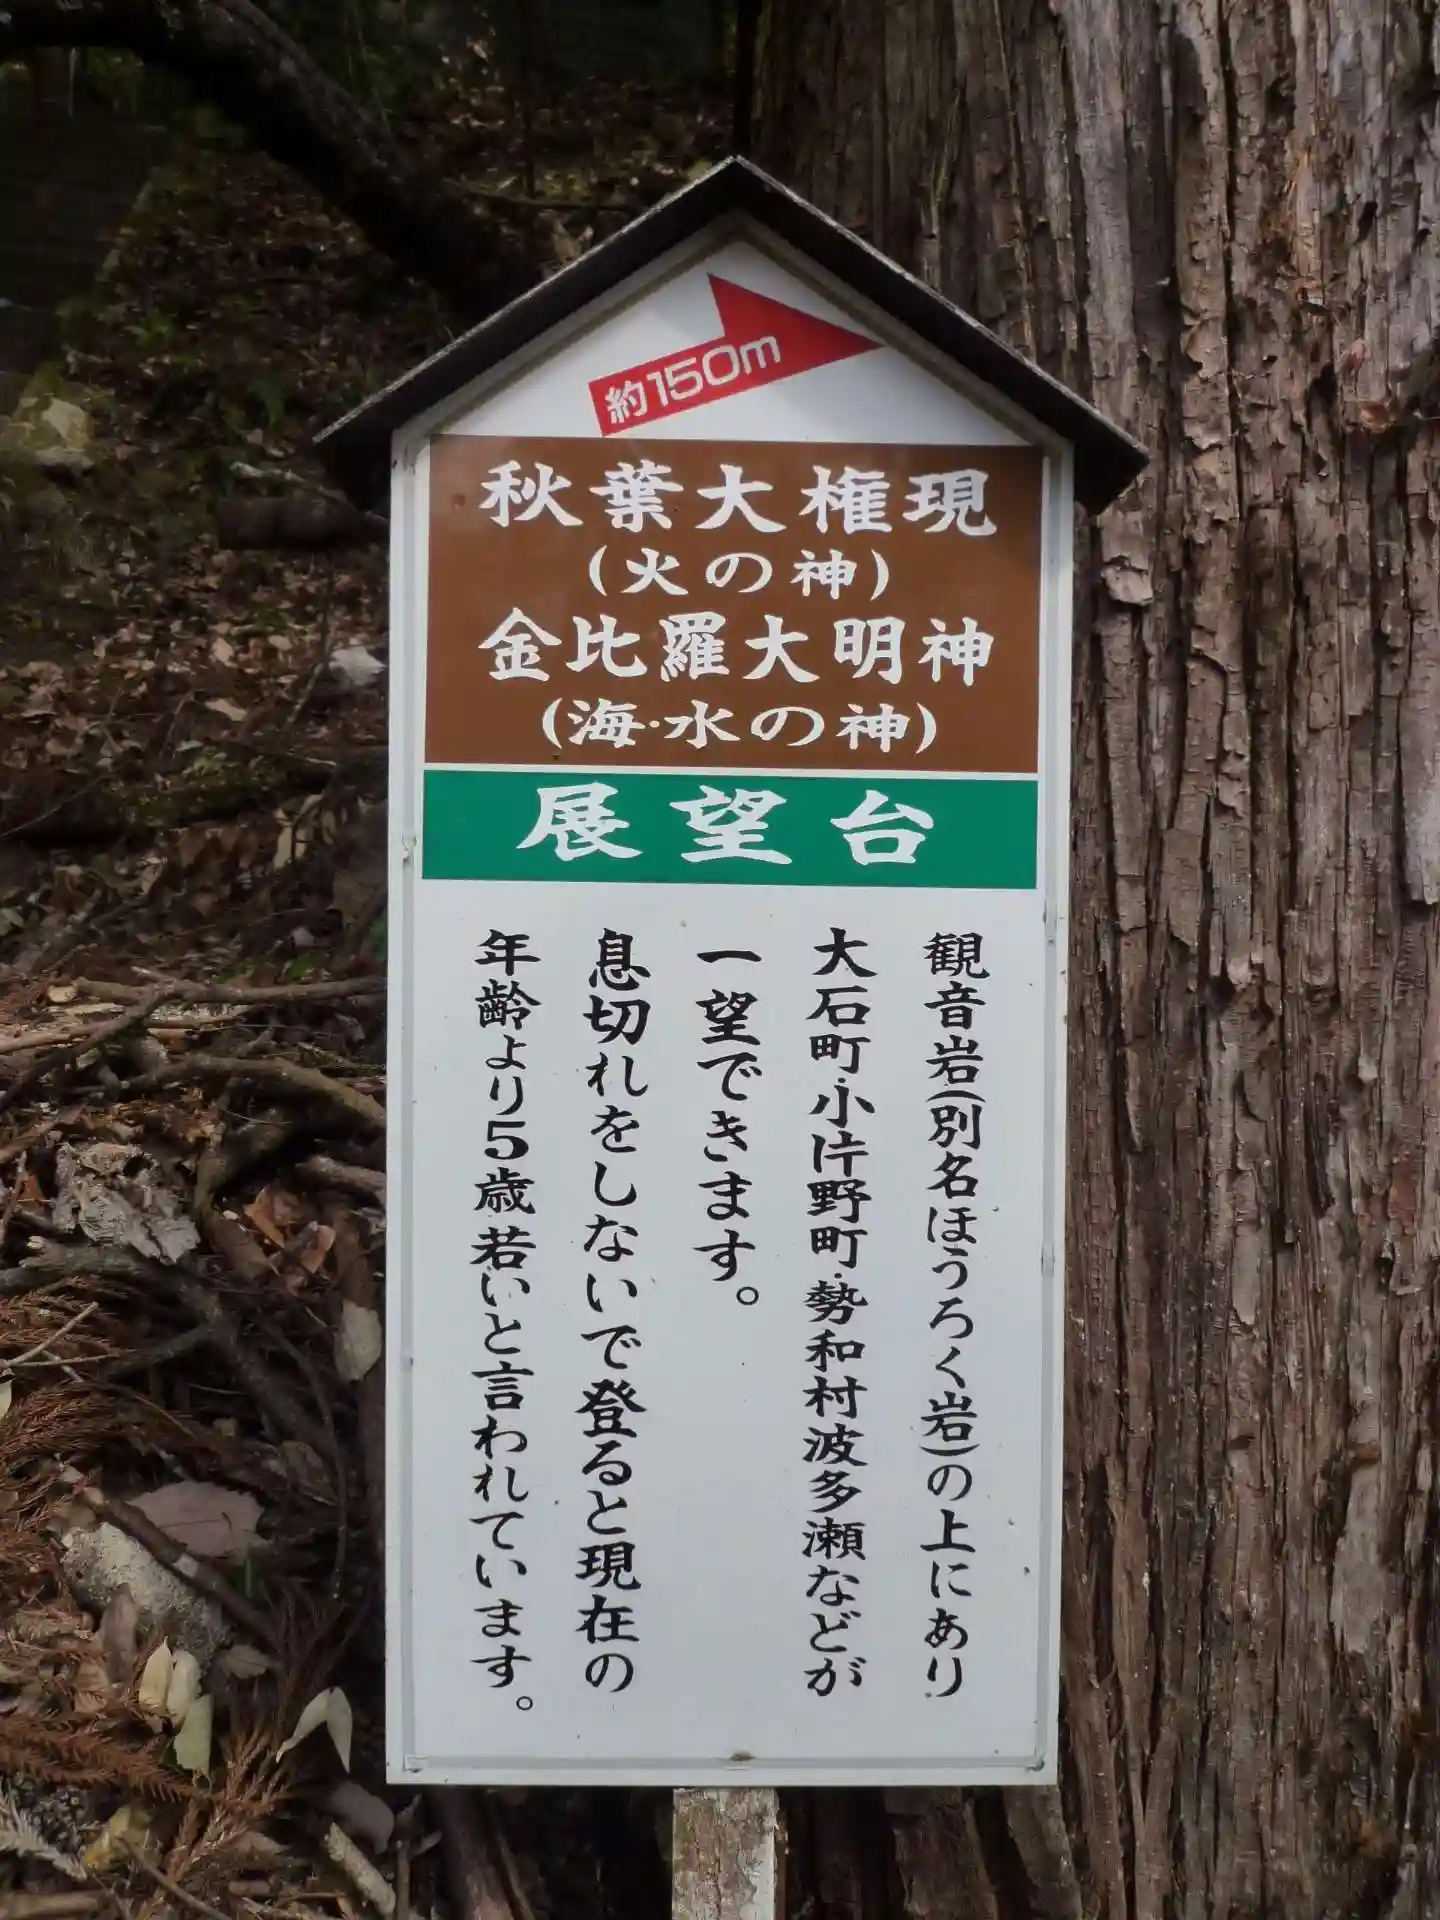 約150m
秋葉大権現
(火の神)
金比羅大明神
(海・水の神)
展望台
観音岩(別名ほうろく岩)の上にあり
大石町・小片野町・勢和村波多瀬などが
一望できます。
息切れをしないで登ると現在の
年齢より5歳若いと言われています。